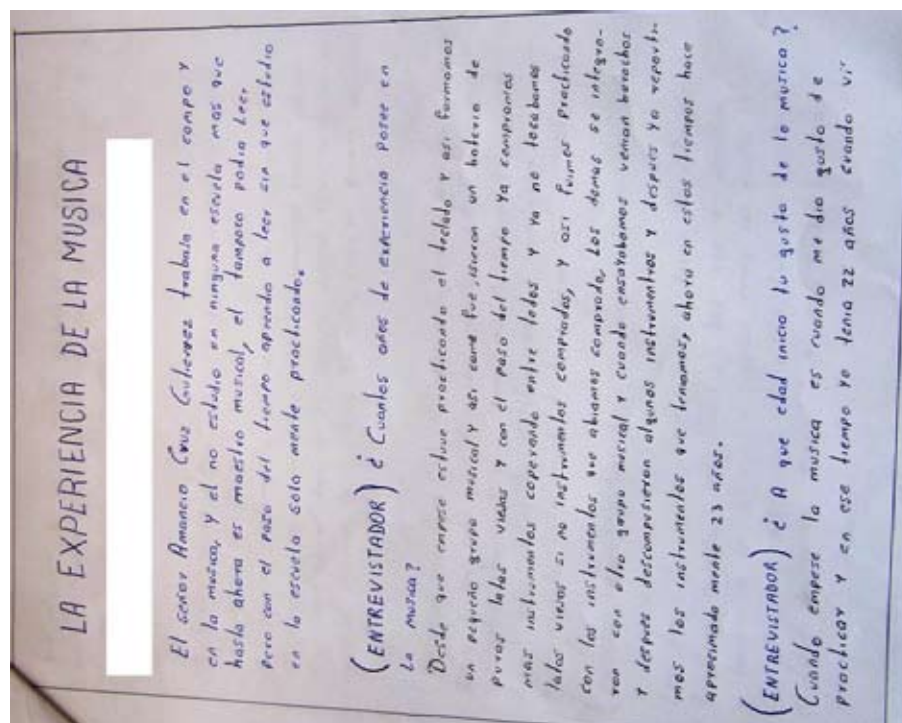 LA EXPERIENCIA DE LA MUSICA
El señor Amancio Cruz Gutierrez trabaja en el campo y
en la musica, y el no estudio en ninguna escuela mas que
hasta ahora es maestro musical, el tampoco podia leer
pero con el paso del tiempo aprendio a leer sin que estudio
en la escuela solo mente practicando.
(ENTREVISTADOR) ¿ Cuantos años de experiencia posee en
La musica?
Desde que empese estuve practicando el teclado y asi formamos
un pequeño grupo musical y asi como fue, isieron un bateria de
puros latas viejas y con el paso del tiempo ya compramos
mas instrumentos coperando entre todos y ya no tocabamos
latas viejas si no instrumentos comprados, y asi fuimos practicando
con los instrumentos que abiamos comprado, Los demas se integra-
ron con otro grupo musical y cuando ensayabamos venian borrachos
y despues descompusieron algunos instrumentos y despues ya reparti-
mos los instrumentos que teniamos, ahora en estos tiempos hace
aproximada mente 23 años.
(ENTREVISTADOR) ¿ A que edad inicio tu gusto de la musica?
Cuando empese la musica es cuando me dio gusto de
practicar y en ese tiempo yo tenia 22 años cuando vi